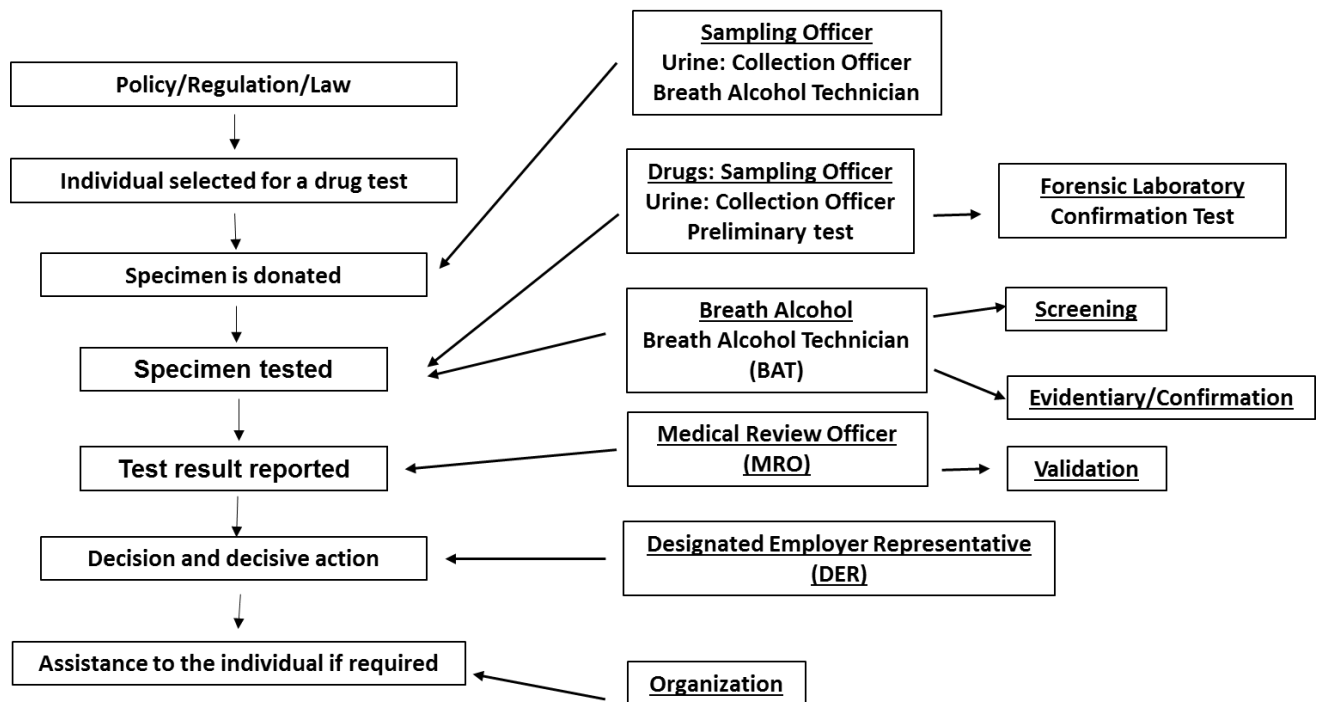 Policy/Regulation/Law
Individual selected for a drug test
Specimen is donated
Specimen tested
Test result reported
Decision and decisive action
Assistance to the individual if required
Sampling Officer
Urine: Collection Officer
Breath Alcohol Technician
Drugs: Sampling Officer
Urine: Collection Officer
Preliminary test
Breath Alcohol
Breath Alcohol Technician
(BAT)
Medical Review Officer
(MRO)
Designated Employer Representative
(DER)
Organization
Forensic Laboratory
Confirmation Test
Screening
Evidentiary/Confirmation
Validation